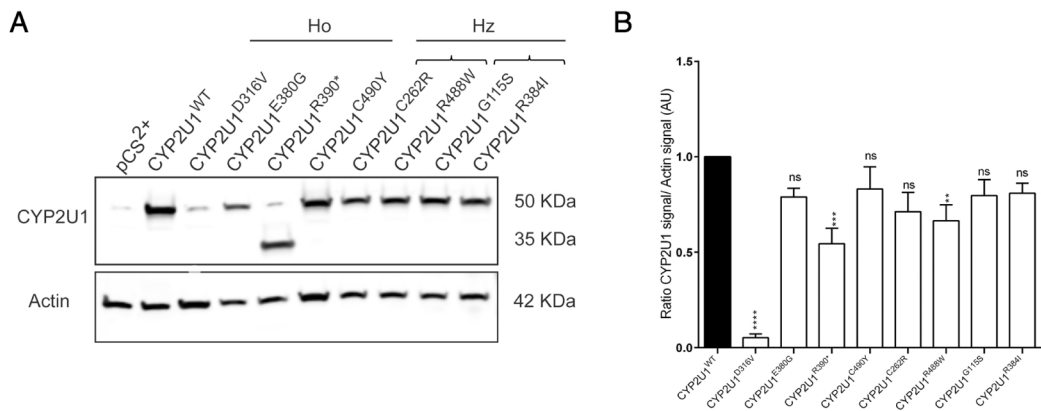 A
Ho
Hz
pCS2+
CYP2U1WT
CYP2U1D316V
CYP2U1E380G
CYP2U1R390*
CYP2U1C490Y
CYP2U1C262R
CYP2U1R488W
CYP2U1G115S
CYP2U1R384I
CYP2U1
50 KDa
35 KDa
Actin
42 KDa
B
Ratio CYP2U1 signal/ Actin signal (AU)
1.5
1.0
0.5
0.0
****
ns
***
ns
ns
**
ns
ns
CYP2U1WT
CYP2U1D316V
CYP2U1E380G
CYP2U1R390*
CYP2U1C490Y
CYP2U1C262R
CYP2U1R488W
CYP2U1G115S
CYP2U1R384I